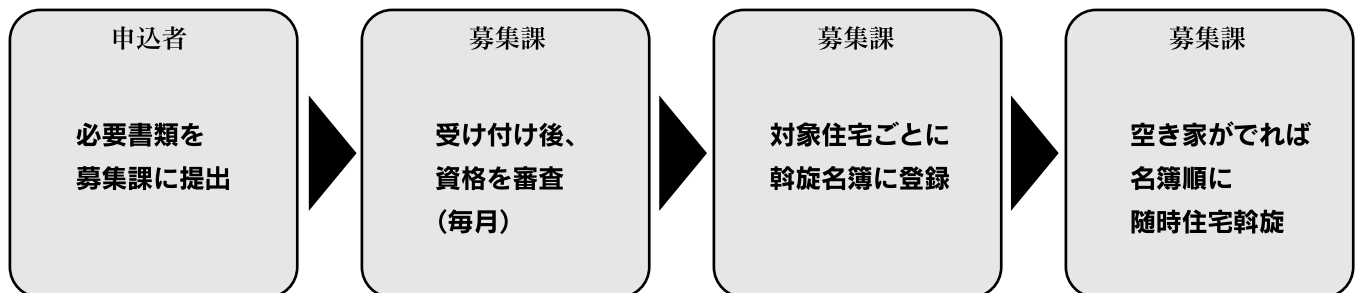 申込者
必要書類を
募集課に提出
募集課
受け付け後、
資格を審査
（毎月）
募集課
対象住宅ごとに
斡旋名簿に登録
募集課
空き家がでれば
名簿順に
随時住宅斡旋